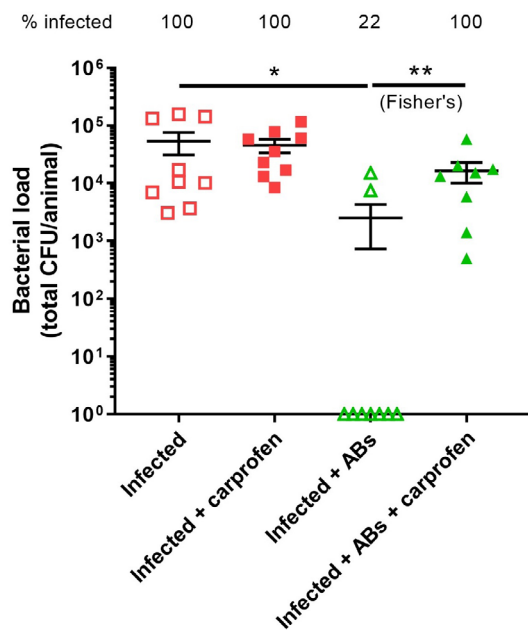 % infected 100 100 22 100
* **
(Fisher's)
10⁶
10⁵
10⁴
10³
10²
10¹
10⁰
Bacterial load
(total CFU/animal)
Infected
Infected + carprofen
Infected + ABs
Infected + ABs + carprofen